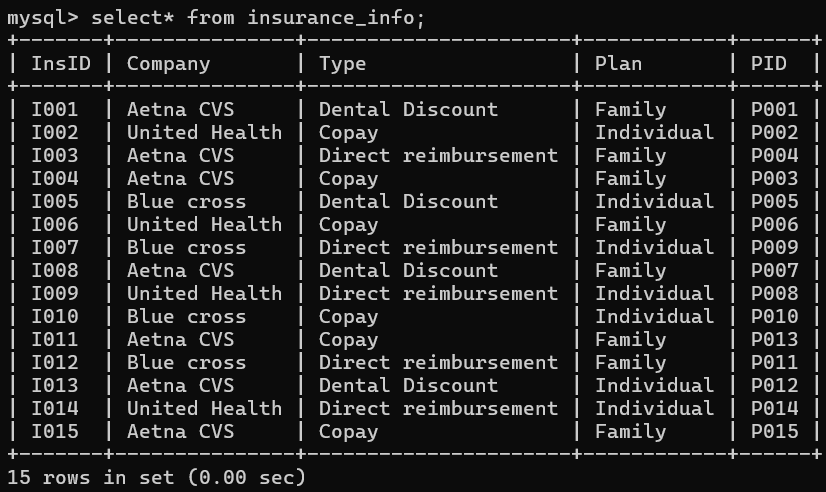 mysql> select* from insurance_info;
+-------+---------------+----------------------+------------+------+
| InsID | Company       | Type                 | Plan       | PID  |
+-------+---------------+----------------------+------------+------+
| I001  | Aetna CVS     | Dental Discount      | Family     | P001 |
| I002  | United Health | Copay                | Individual | P002 |
| I003  | Aetna CVS     | Direct reimbursement | Family     | P004 |
| I004  | Aetna CVS     | Copay                | Family     | P003 |
| I005  | Blue cross    | Dental Discount      | Individual | P005 |
| I006  | United Health | Copay                | Family     | P006 |
| I007  | Blue cross    | Direct reimbursement | Individual | P009 |
| I008  | Aetna CVS     | Dental Discount      | Family     | P007 |
| I009  | United Health | Direct reimbursement | Individual | P008 |
| I010  | Blue cross    | Copay                | Individual | P010 |
| I011  | Aetna CVS     | Copay                | Family     | P013 |
| I012  | Blue cross    | Direct reimbursement | Family     | P011 |
| I013  | Aetna CVS     | Dental Discount      | Individual | P012 |
| I014  | United Health | Direct reimbursement | Individual | P014 |
| I015  | Aetna CVS     | Copay                | Family     | P015 |
+-------+---------------+----------------------+------------+------+
15 rows in set (0.00 sec)